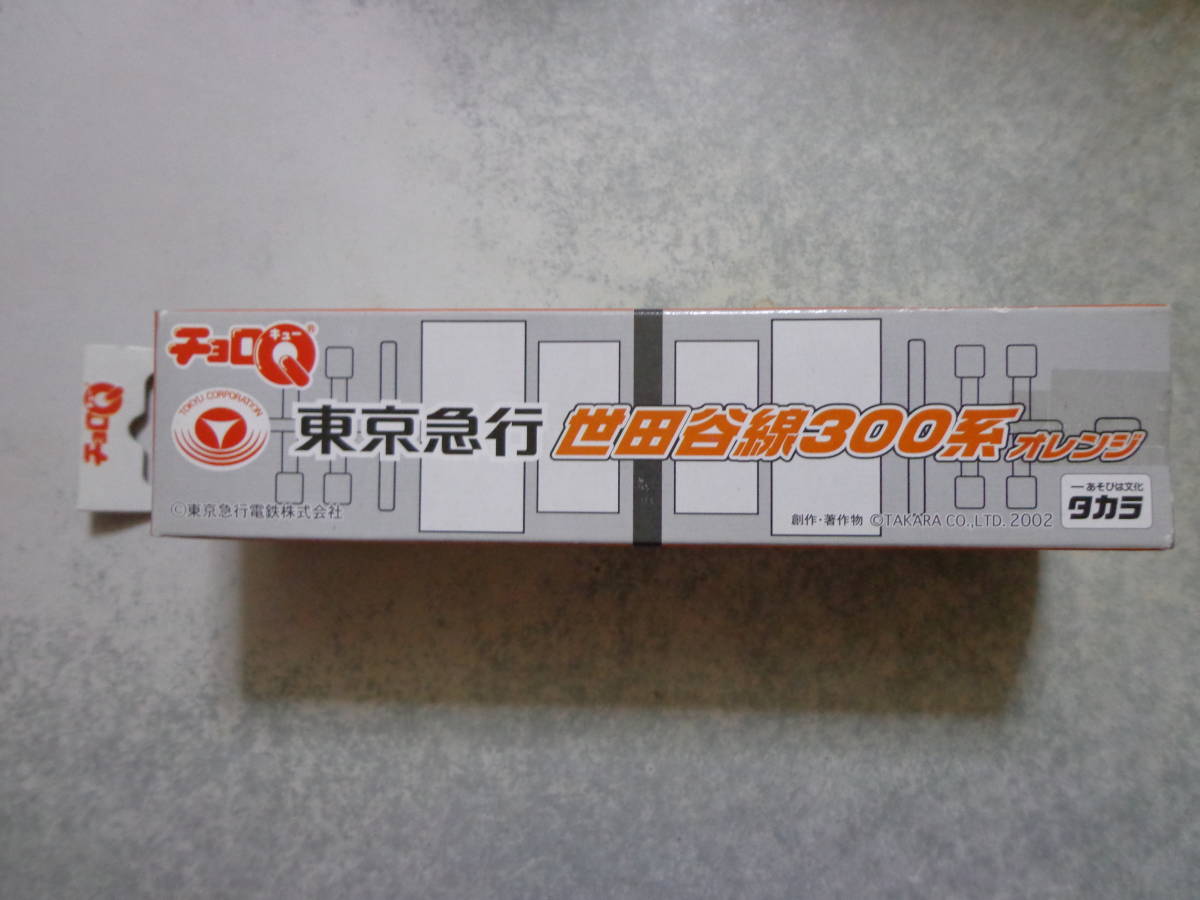 チョロQ
キュー
®
TOKYU CORPORATION
東京急行 世田谷線300系 オレンジ
©東京急行電鉄株式会社
創作・著作物 ©TAKARA CO.,LTD. 2002
—あそびは文化
タカラ
チョロQ